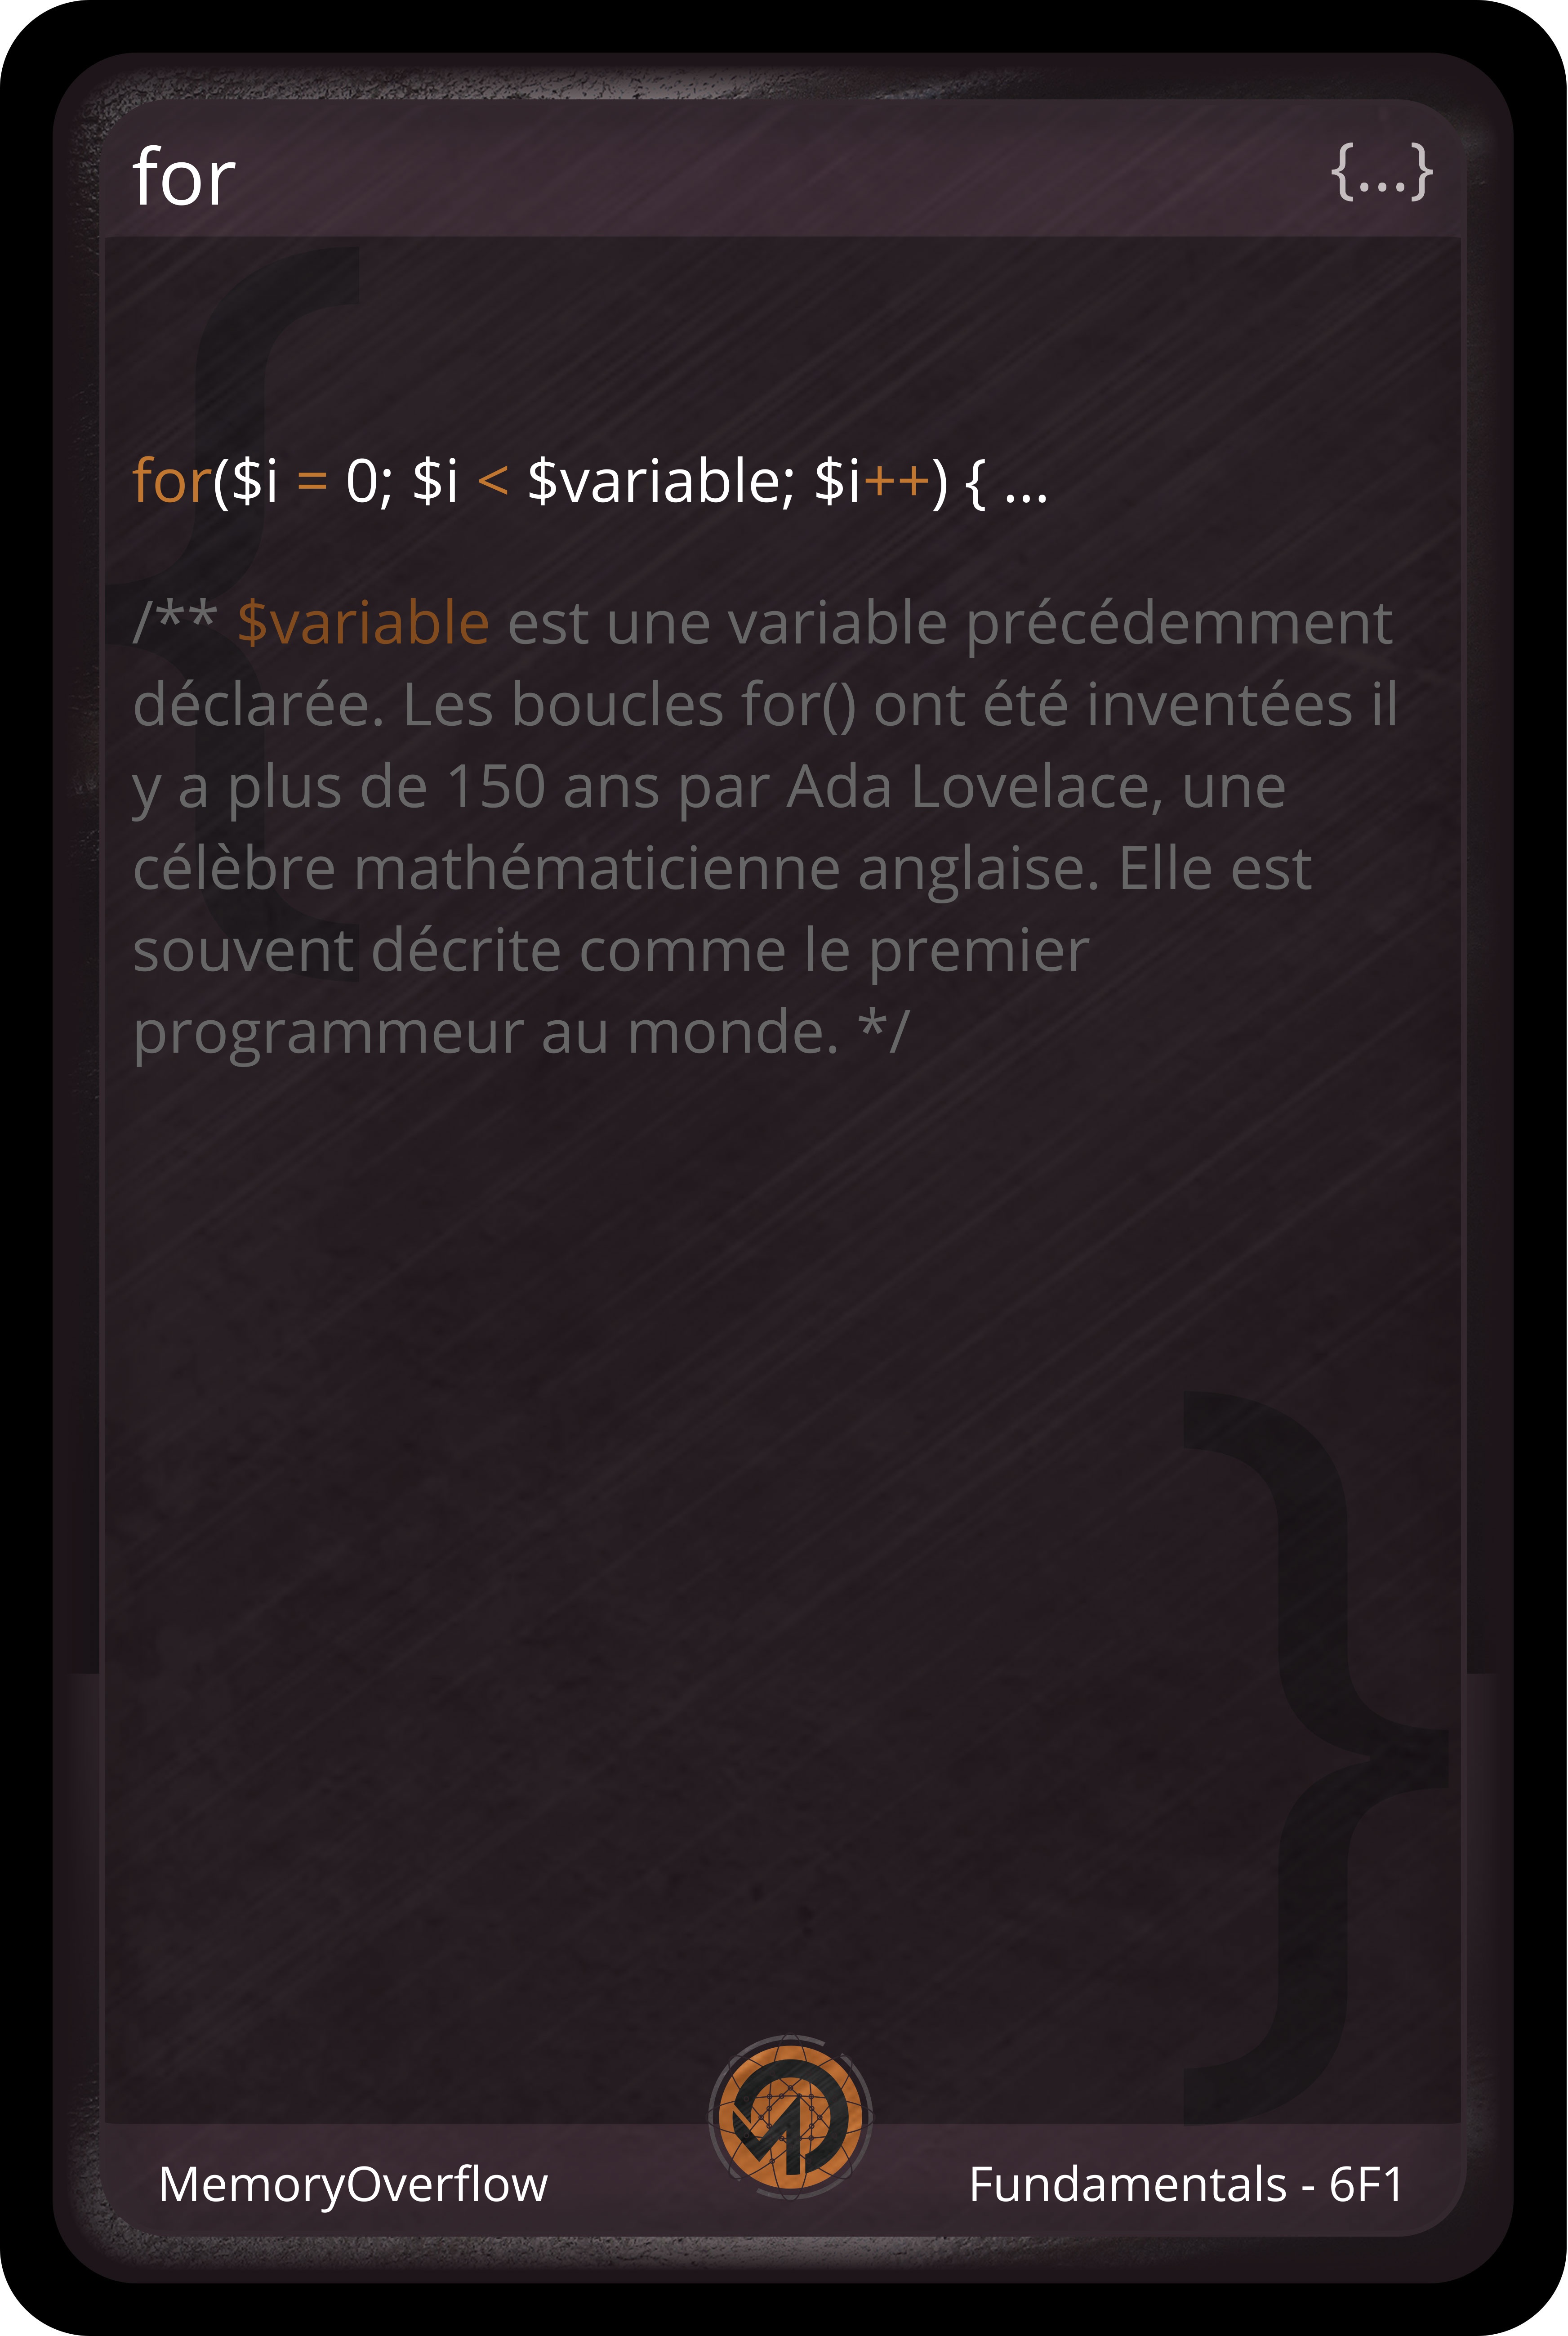 for
{...}
for($i = 0; $i < $variable; $i++) { ...
/** $variable est une variable précédemment
déclarée. Les boucles for() ont été inventées il
y a plus de 150 ans par Ada Lovelace, une
célèbre mathématicienne anglaise. Elle est
souvent décrite comme le premier
programmeur au monde. */
MemoryOverflow
Fundamentals - 6F1